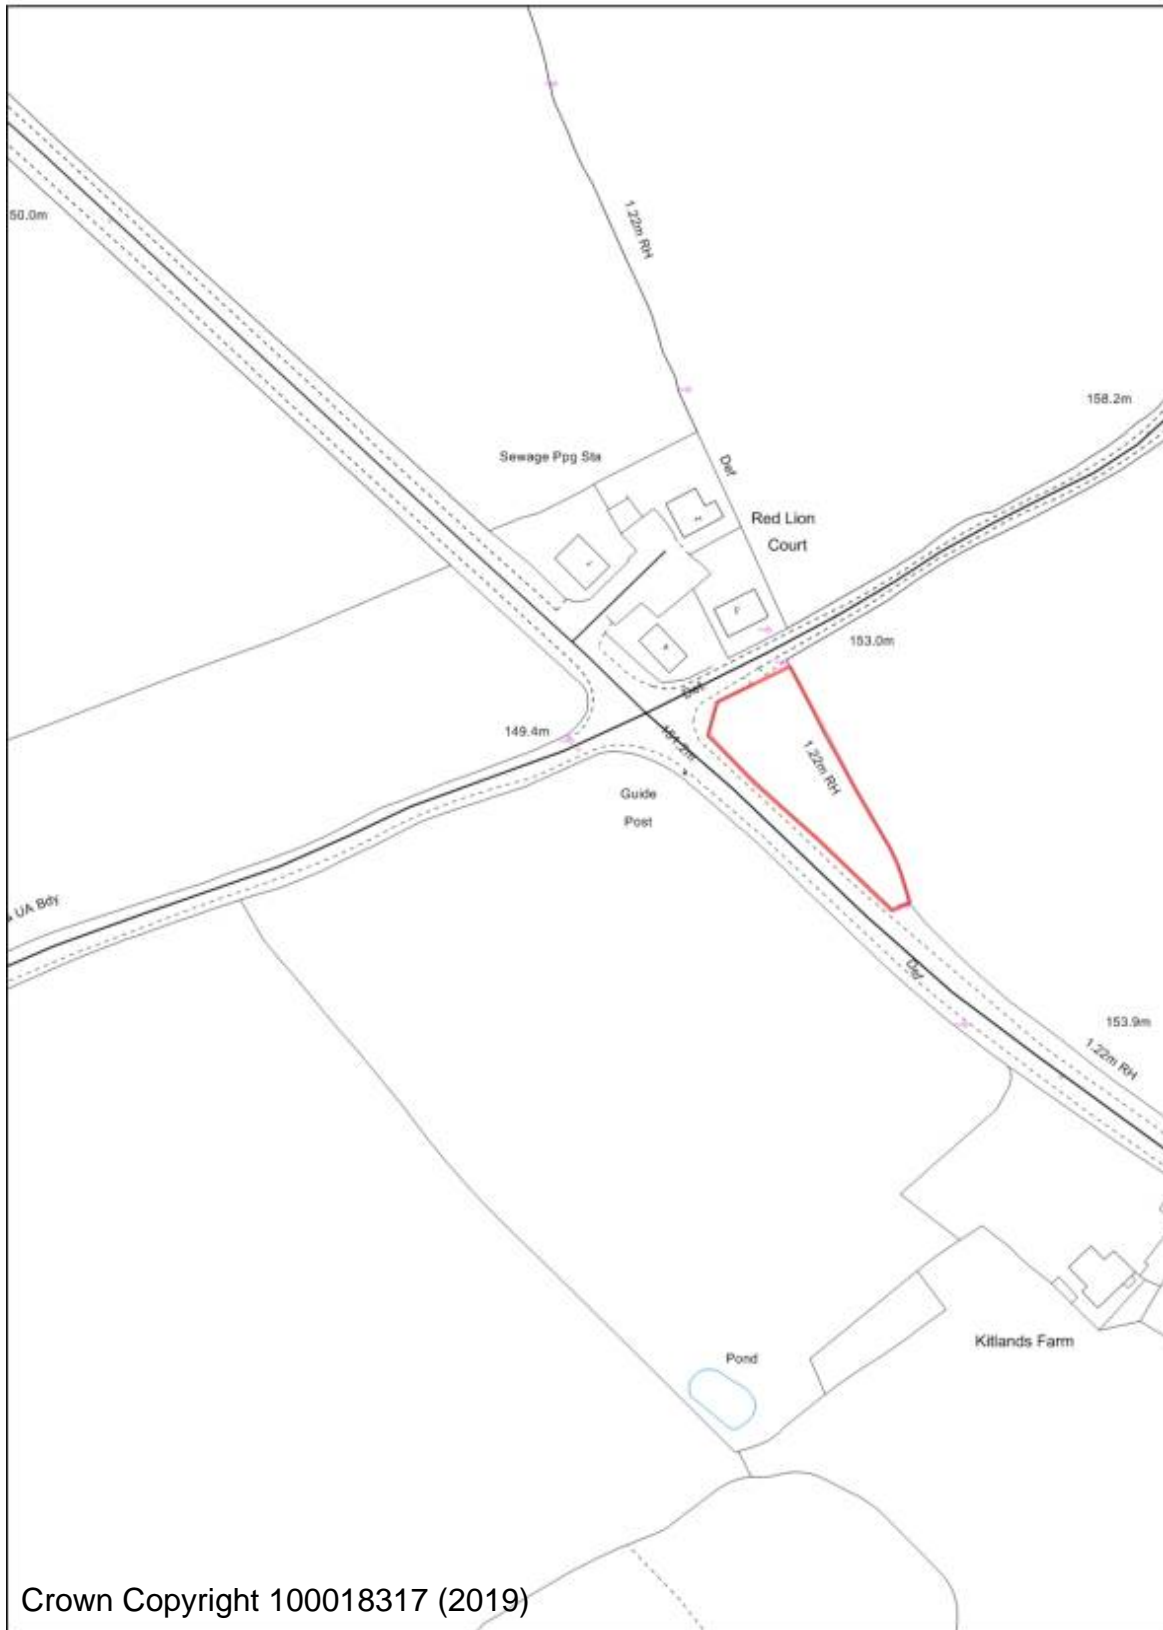 50.0m
1.22m RH
158.2m
Sewage Ppg Sta
Def
Red Lion
Court
153.0m
149.4m
151.2m
1.22m RH
Guide
Post
UA Bdy
Def
153.9m
1.22m RH
Kitlands Farm
Pond
Crown Copyright 100018317 (2019)